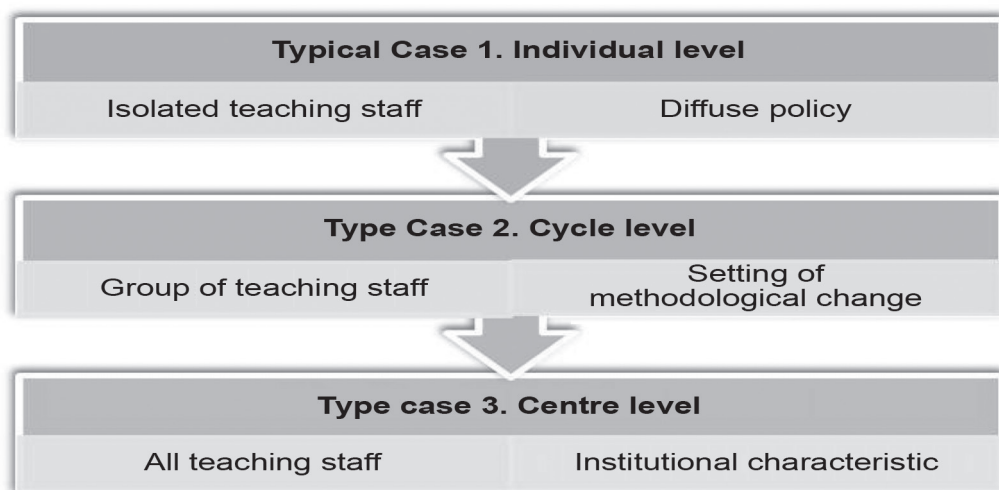 Typical Case 1. Individual level
Isolated teaching staff
Diffuse policy
Type Case 2. Cycle level
Group of teaching staff
Setting of
methodological change
Type case 3. Centre level
All teaching staff
Institutional characteristic